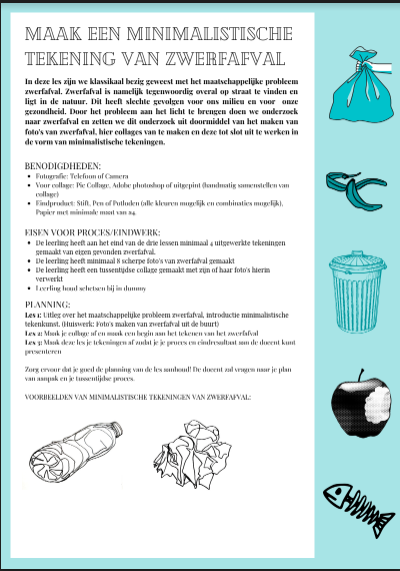 MAAK EEN MINIMALISTISCHE
TEKENING VAN ZWERFAFVAL
In deze les zijn we klassikaal bezig geweest met het maatschappelijke probleem
zwerfafval. Zwerfafval is namelijk tegenwoordig overal op straat te vinden en
ligt in de natuur. Dit heeft slechte gevolgen voor ons milieu en voor onze
gezondheid. Door het probleem aan het licht te brengen doen we onderzoek
naar zwerfafval en zetten we dit onderzoek uit doormiddel van het maken van
foto's van zwerfafval, hier collages van te maken en deze tot slot uit te werken in
de vorm van minimalistische tekeningen.
BENODIGDHEDEN:
• Fotografie: Telefoon of Camera
• Voor collage: Pic Collage, Adobe photoshop of uitgeprint (handmatig samenstellen van
collage)
• Eindproduct: Stift, Pen of Potloden (alle kleuren mogelijk en combinaties mogelijk),
Papier met minimale maat van a4.
EISEN VOOR PROCES/EINDWERK:
• De leerling heeft aan het eind van de drie lessen minimaal 4 uitgewerkte tekeningen
gemaakt van eigen gevonden zwerfafval.
• De leerling heeft minimaal 8 scherpe foto's van zwerfafval gemaakt
• De leerling heeft een tussentijdse collage gemaakt met zijn of haar foto's hierin
verwerkt
• Leerling houd schetsen bij in dummy
PLANNING:
Les 1: Uitleg over het maatschappelijke probleem zwerfafval, introductie minimalistische
tekenkunst. (Huiswerk: Foto's maken van zwerfafval uit de buurt)
Les 2: Maak je collage af en maak een begin aan het tekenen van het zwerfafval
Les 3: Maak deze les je tekeningen af zodat je je proces en eindresultaat aan de docent kunt
presenteren
Zorg ervoor dat je goed de planning van de les aanhoud! De docent zal vragen naar je plan
van aanpak en je tussentijdse proces.
VOORBEELDEN VAN MINIMALISTISCHE TEKENINGEN VAN ZWERFAFVAL: